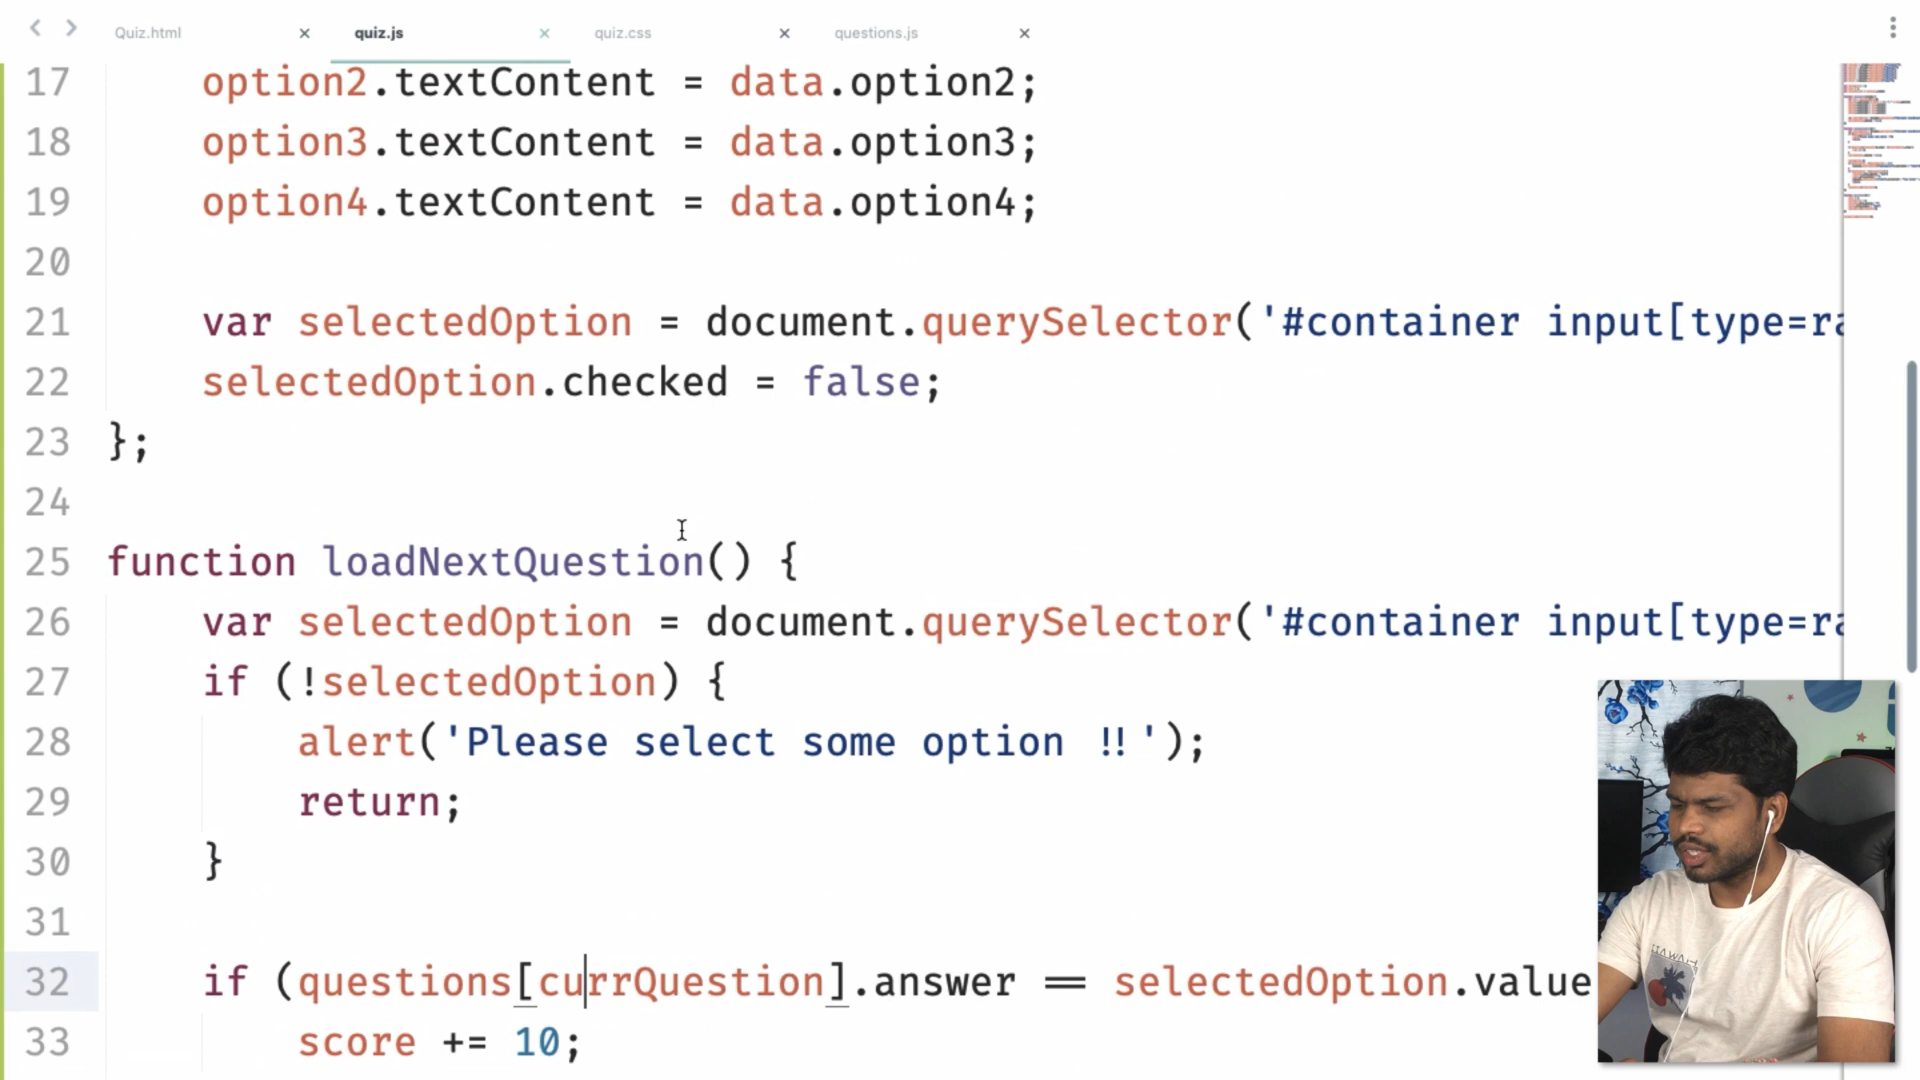 Quiz.html quiz.js quiz.css questions.js
17 option2.textContent = data.option2;
18 option3.textContent = data.option3;
19 option4.textContent = data.option4;
20
21 var selectedOption = document.querySelector('#container input[type=ra
22 selectedOption.checked = false;
23 };
24
25 function loadNextQuestion() {
26 var selectedOption = document.querySelector('#container input[type=ra
27 if (!selectedOption) {
28 alert('Please select some option !!');
29 return;
30 }
31
32 if (questions[currQuestion].answer == selectedOption.value
33 score += 10;